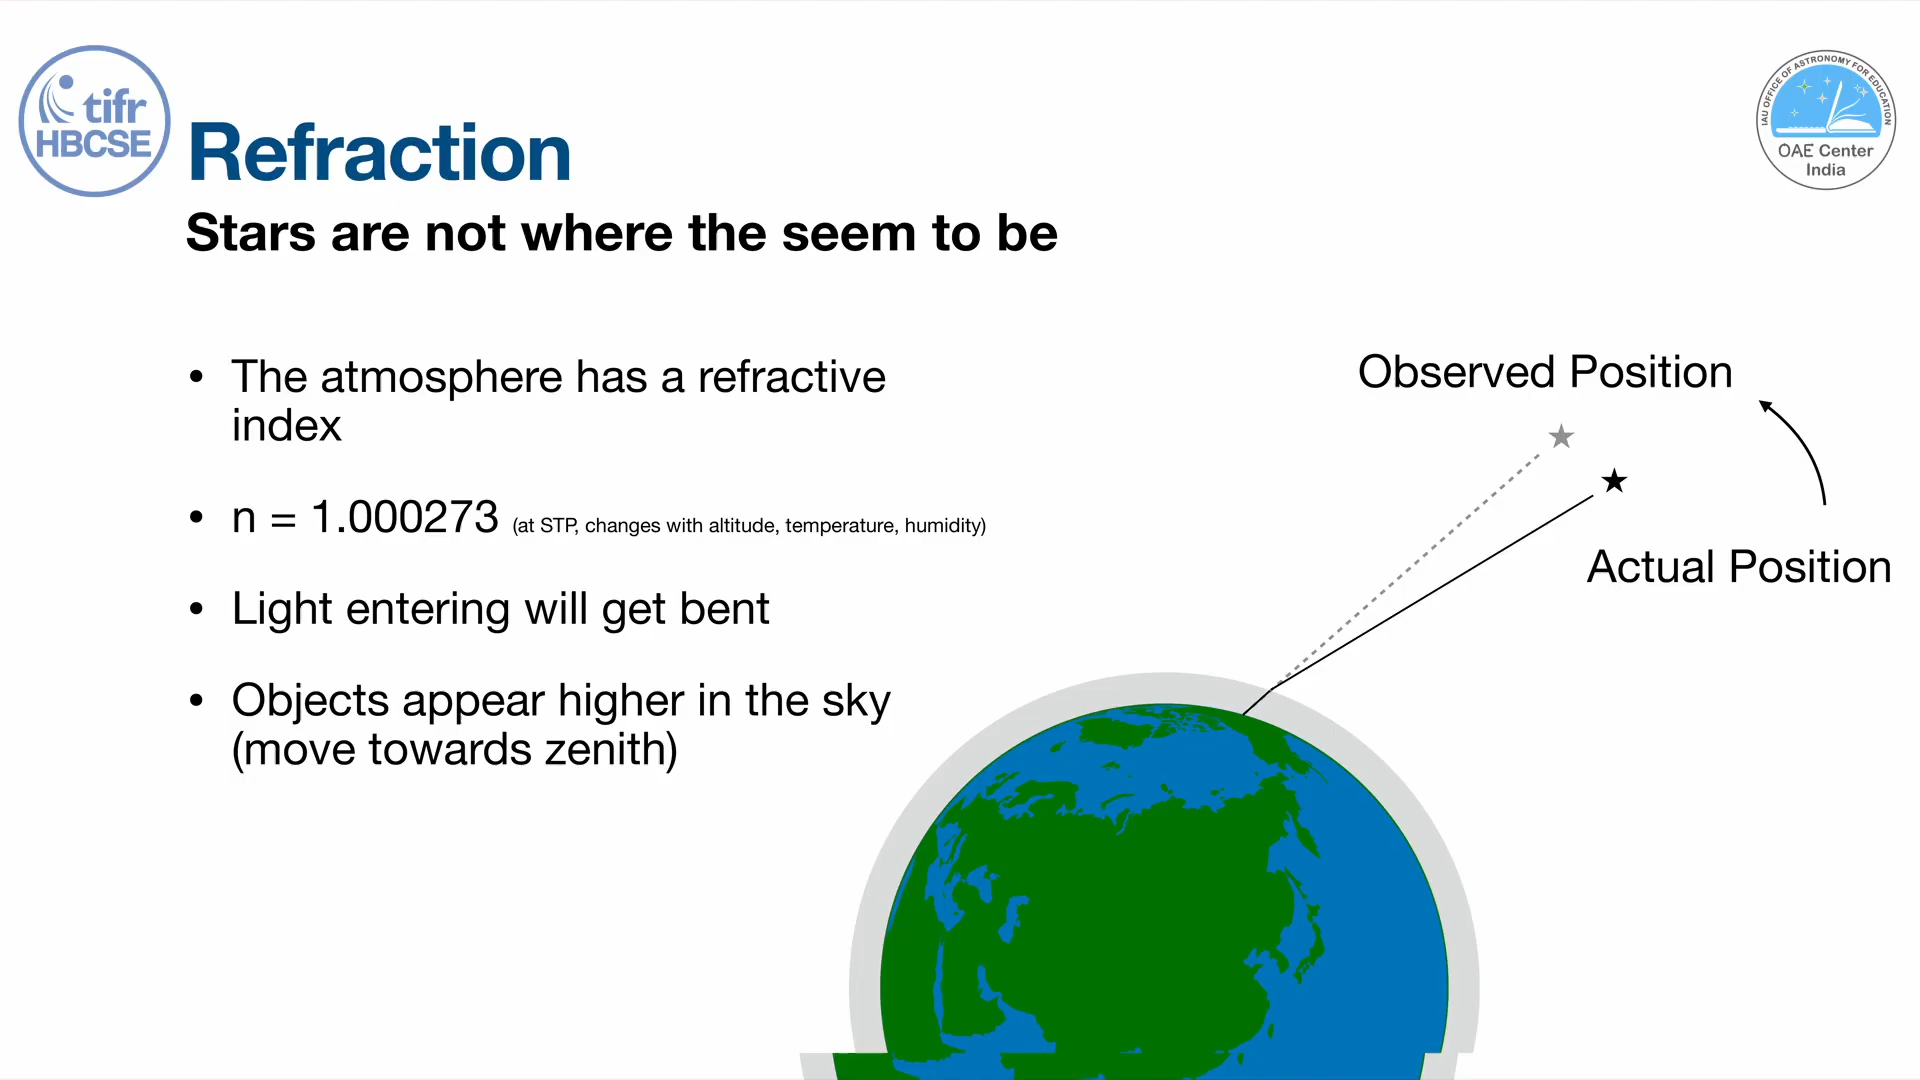 tifr
HBCSE
IAU OFFICE OF ASTRONOMY FOR EDUCATION
OAE Center
India
Refraction
Stars are not where the seem to be
• The atmosphere has a refractive
index
• n = 1.000273 (at STP, changes with altitude, temperature, humidity)
• Light entering will get bent
• Objects appear higher in the sky
(move towards zenith)
Observed Position
Actual Position